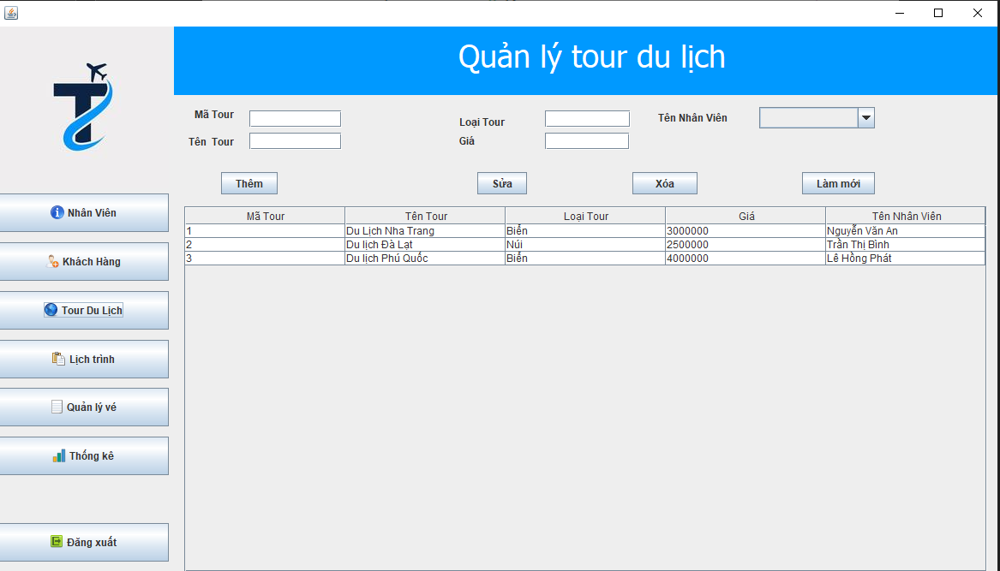 Quản lý tour du lịch
Mã Tour
Loại Tour
Tên Nhân Viên
Tên Tour
Giá
Thêm
Sửa
Xóa
Làm mới
Nhân Viên
Khách Hàng
Tour Du Lịch
Lịch trình
Quản lý vé
Thống kê
Đăng xuất
Mã Tour Tên Tour Loại Tour Giá Tên Nhân Viên
1 Du Lịch Nha Trang Biển 3000000 Nguyễn Văn An
2 Du lịch Đà Lạt Núi 2500000 Trần Thị Bình
3 Du lịch Phú Quốc Biển 4000000 Lê Hồng Phát